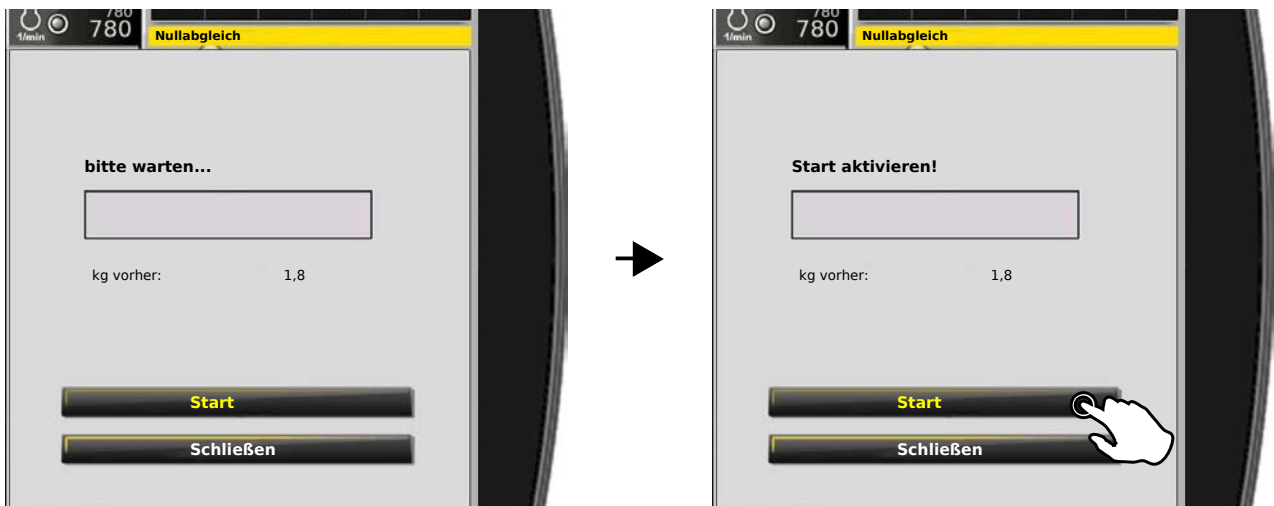 780
1/min 780
Nullabgleich
bitte warten...
kg vorher: 1,8
Start
Schließen
780
1/min 780
Nullabgleich
Start aktivieren!
kg vorher: 1,8
Start
Schließen